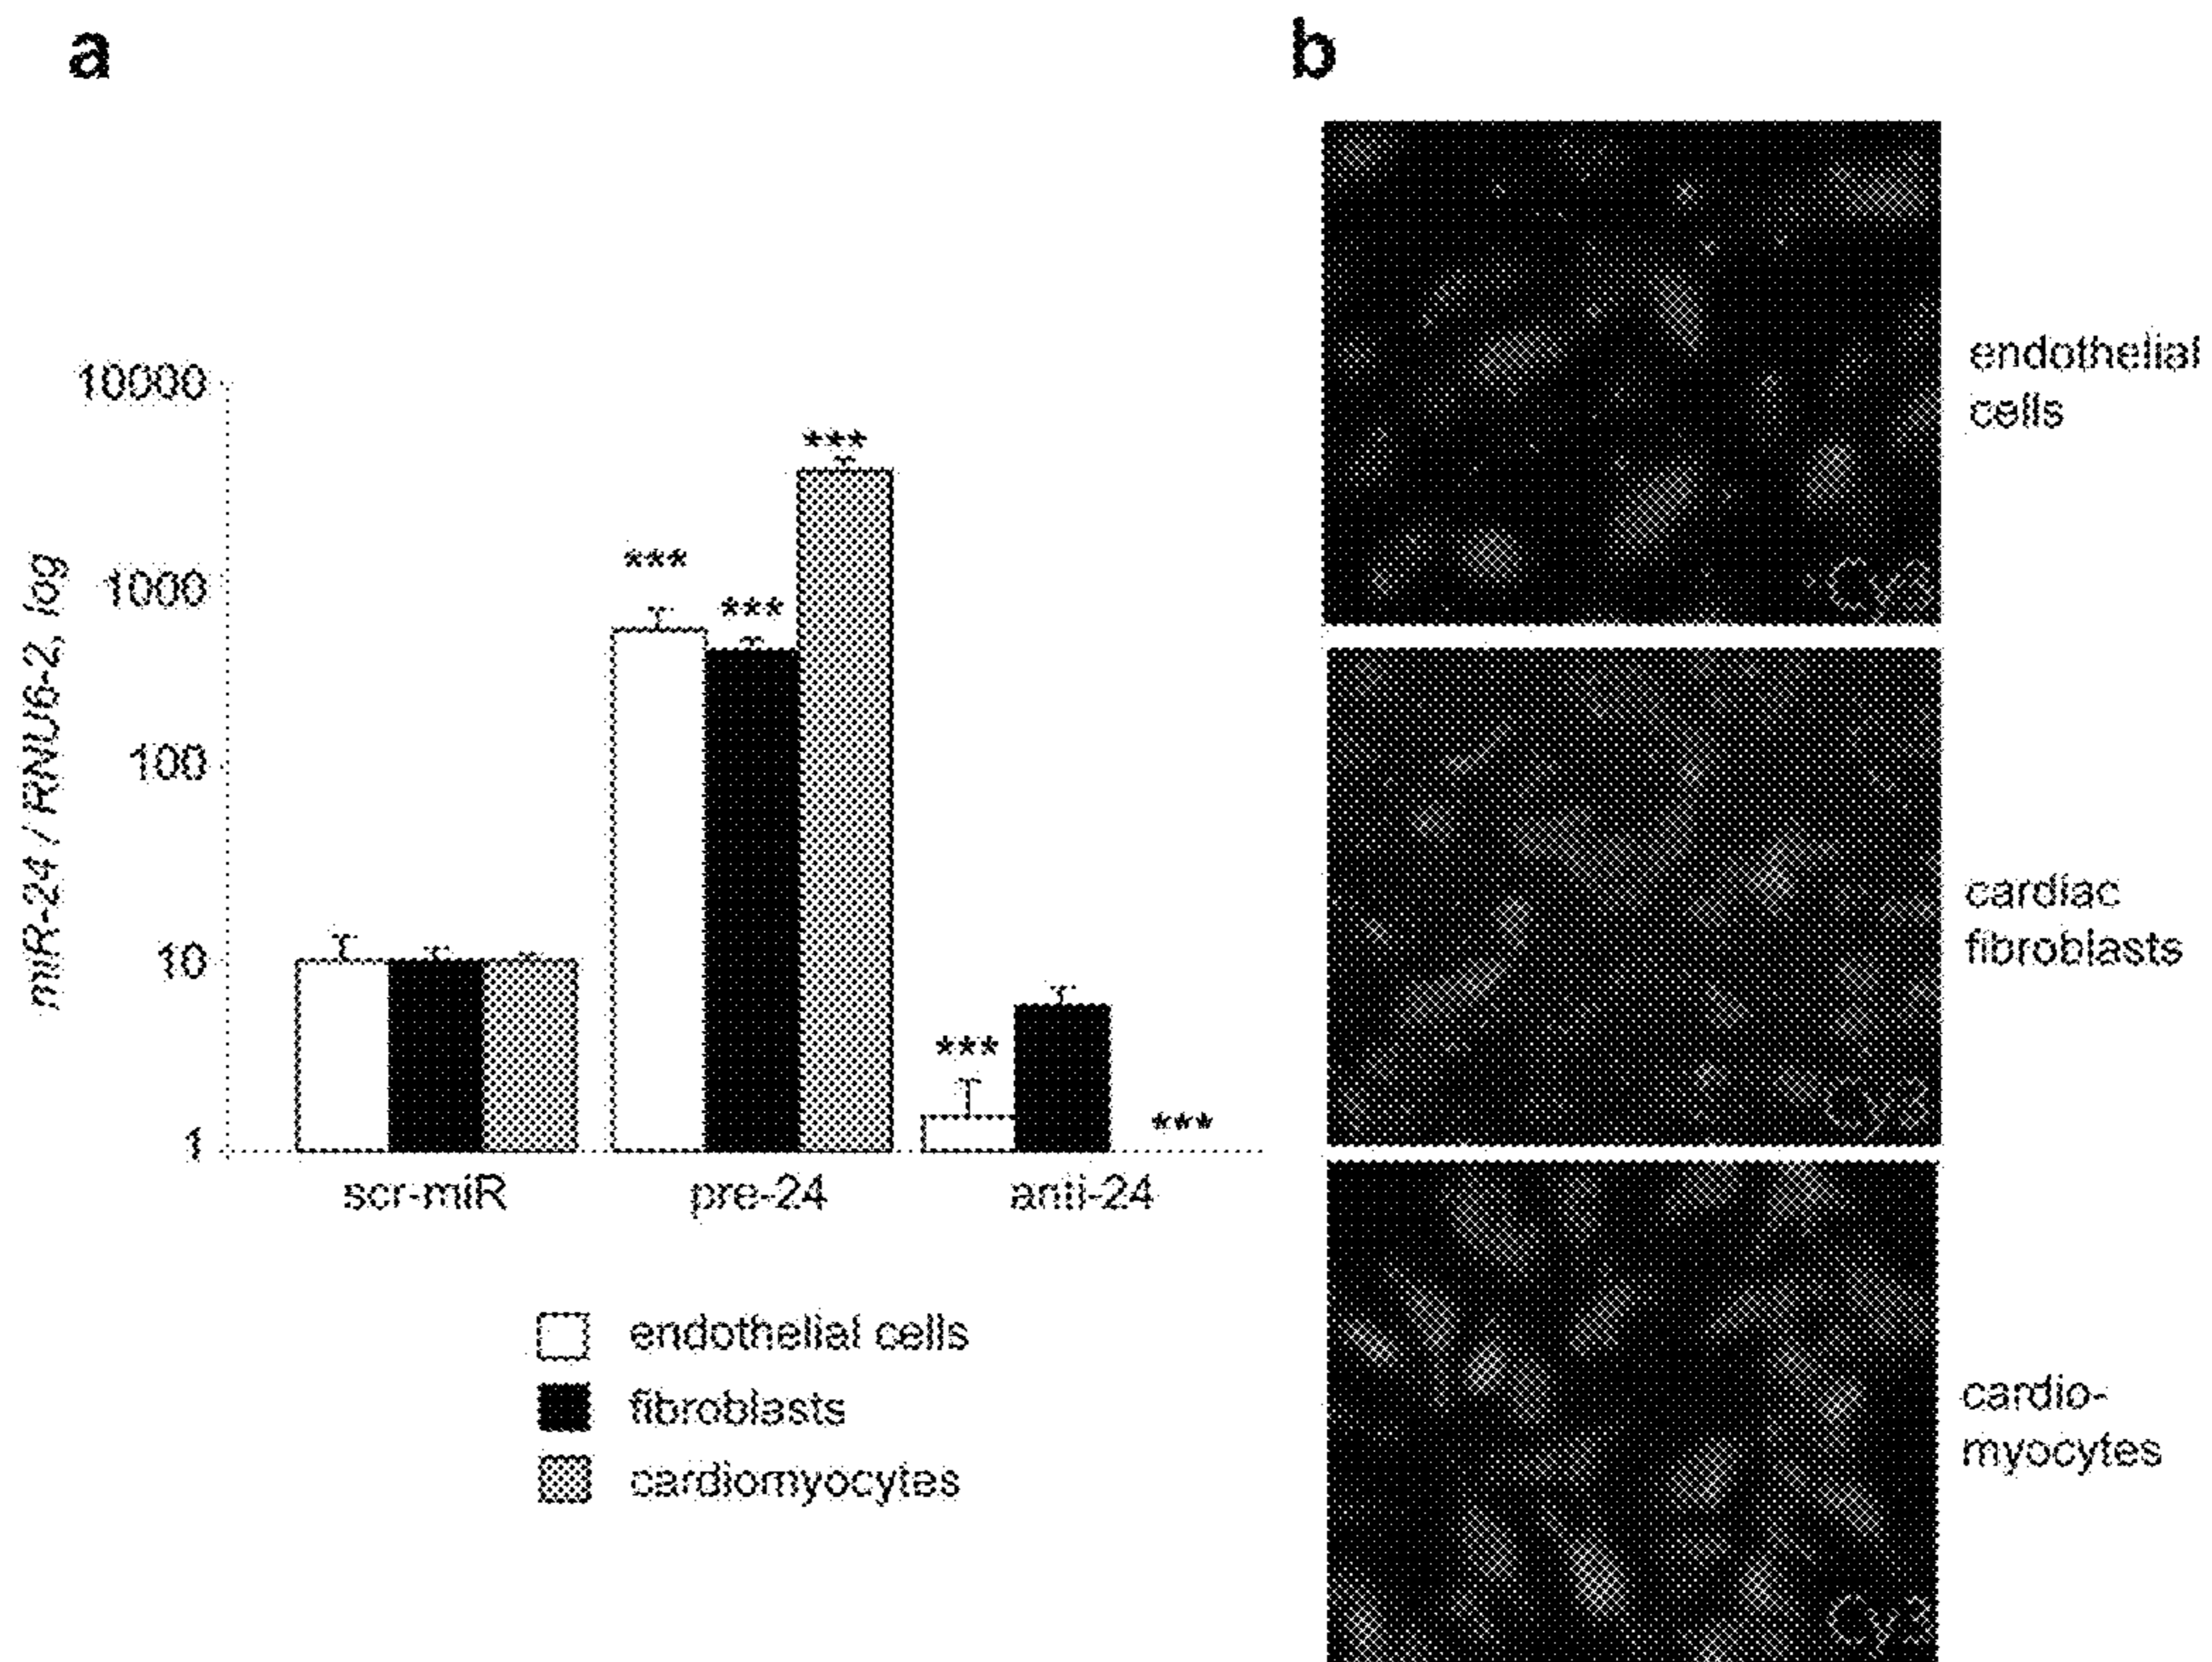 a
b
10000
1000
100
10
1
miR-24 / RNU6-2, log
***
***
***
***
***
scr-miR
pre-24
anti-24
endothelial cells
fibroblasts
cardiomyocytes
endothelial
cells
Cy3
cardiac
fibroblasts
Cy3
cardio-
myocytes
Cy3